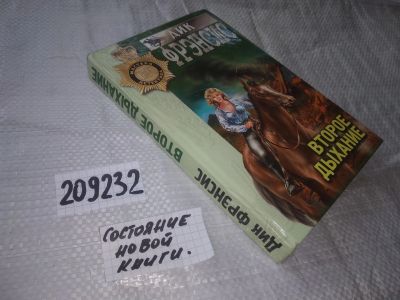 ДИК
ФРЭНСИС
ВТОРОЕ
ДЫХАНИЕ
ДИК ФРЭНСИС ВТОРОЕ ДЫХАНИЕ
209232
СОСТОЯНИЕ
НОВОЙ
КНИГИ.